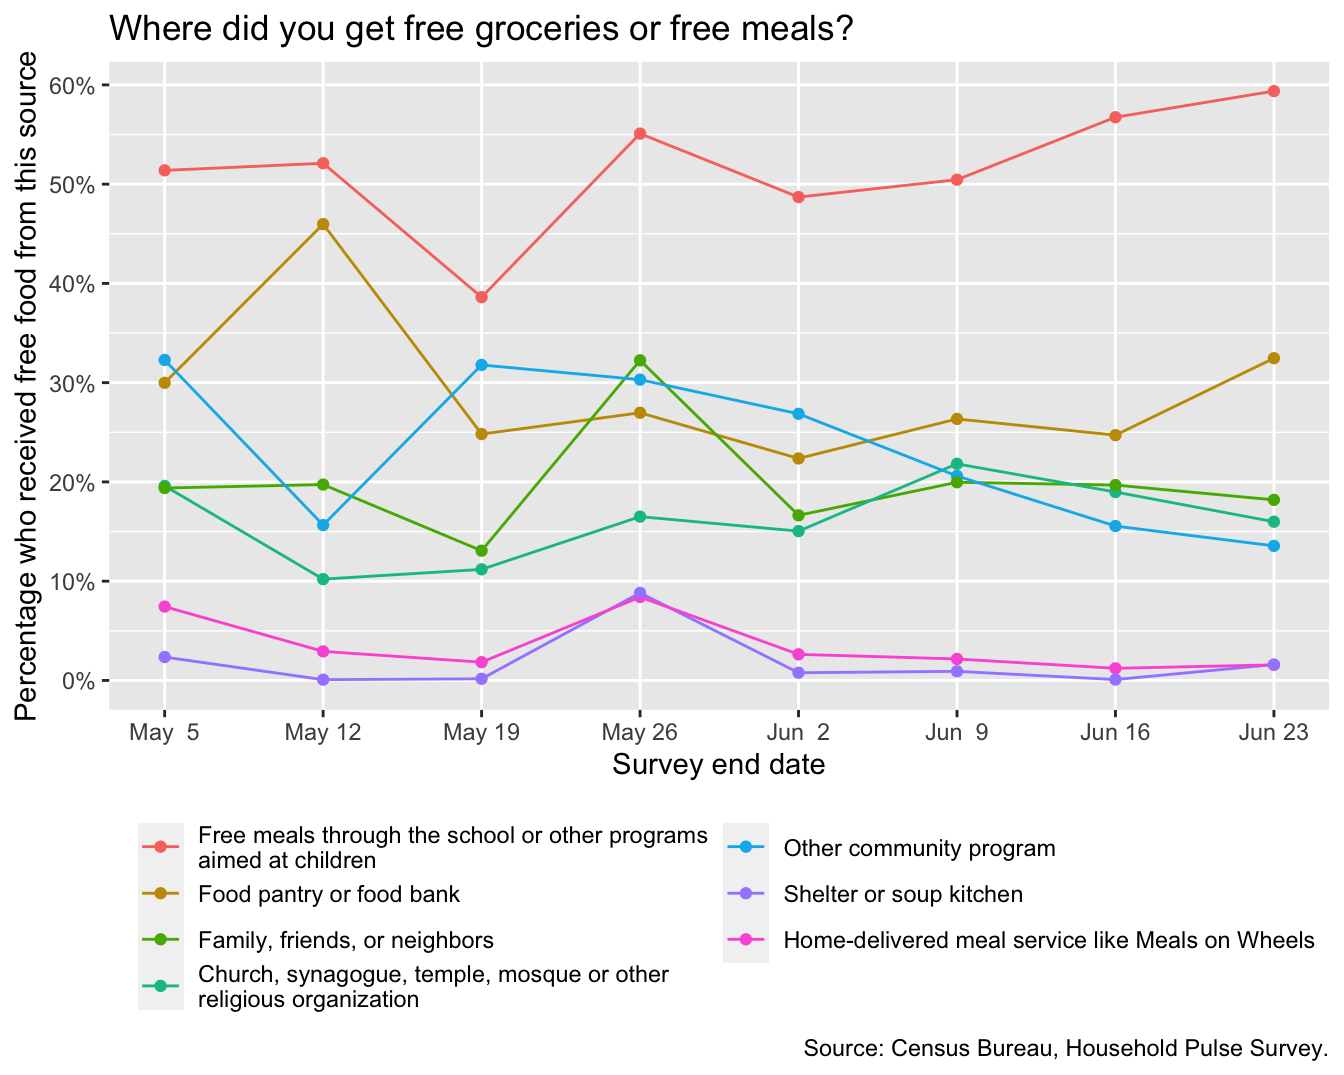 Where did you get free groceries or free meals?
Percentage who received free food from this source
60%
50%
40%
30%
20%
10%
0%
May  5
May 12
May 19
May 26
Jun  2
Jun  9
Jun 16
Jun 23
Survey end date
Free meals through the school or other programs
aimed at children
Food pantry or food bank
Family, friends, or neighbors
Church, synagogue, temple, mosque or other
religious organization
Other community program
Shelter or soup kitchen
Home-delivered meal service like Meals on Wheels
Source: Census Bureau, Household Pulse Survey.